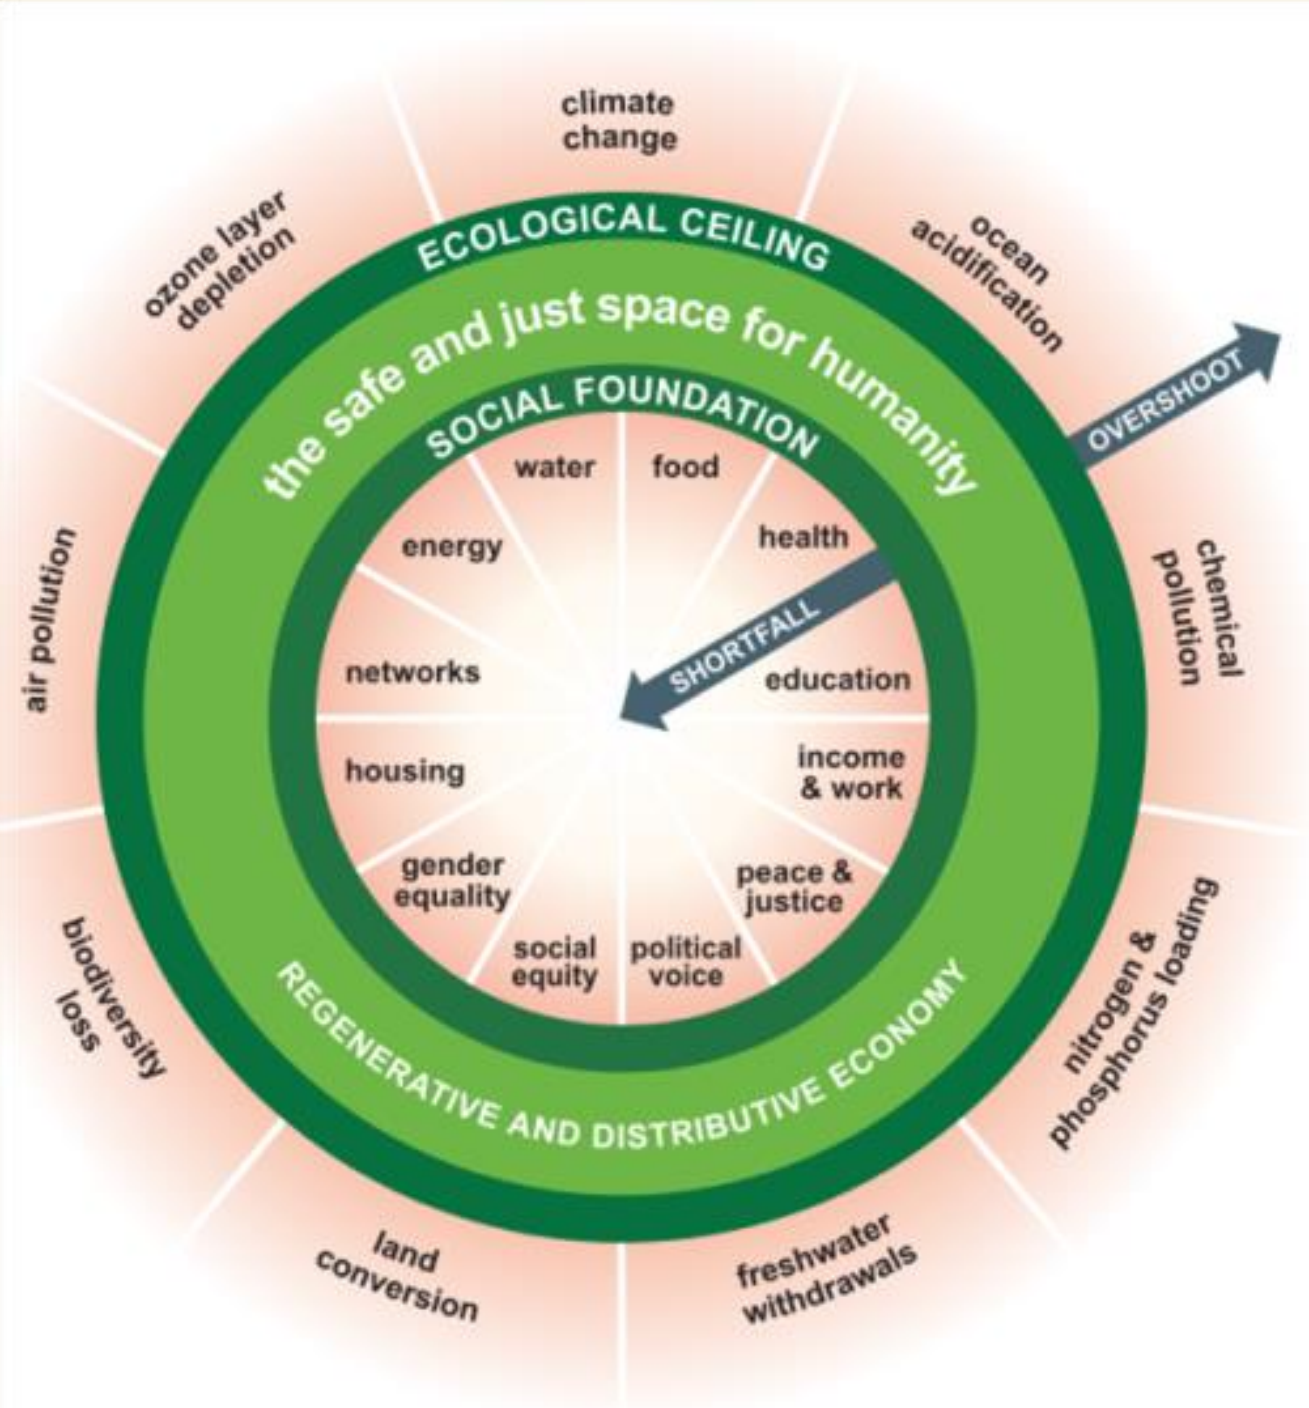 climate
change
ozone layer
depletion
ocean
acidification
ECOLOGICAL CEILING
the safe and just space for humanity
OVERSHOOT
SOCIAL FOUNDATION
water
food
energy
health
air pollution
chemical
pollution
SHORTFALL
networks
education
housing
income
& work
gender
equality
peace &
justice
social
equity
political
voice
biodiversity
loss
nitrogen &
phosphorus loading
REGENERATIVE AND DISTRIBUTIVE ECONOMY
land
conversion
freshwater
withdrawals